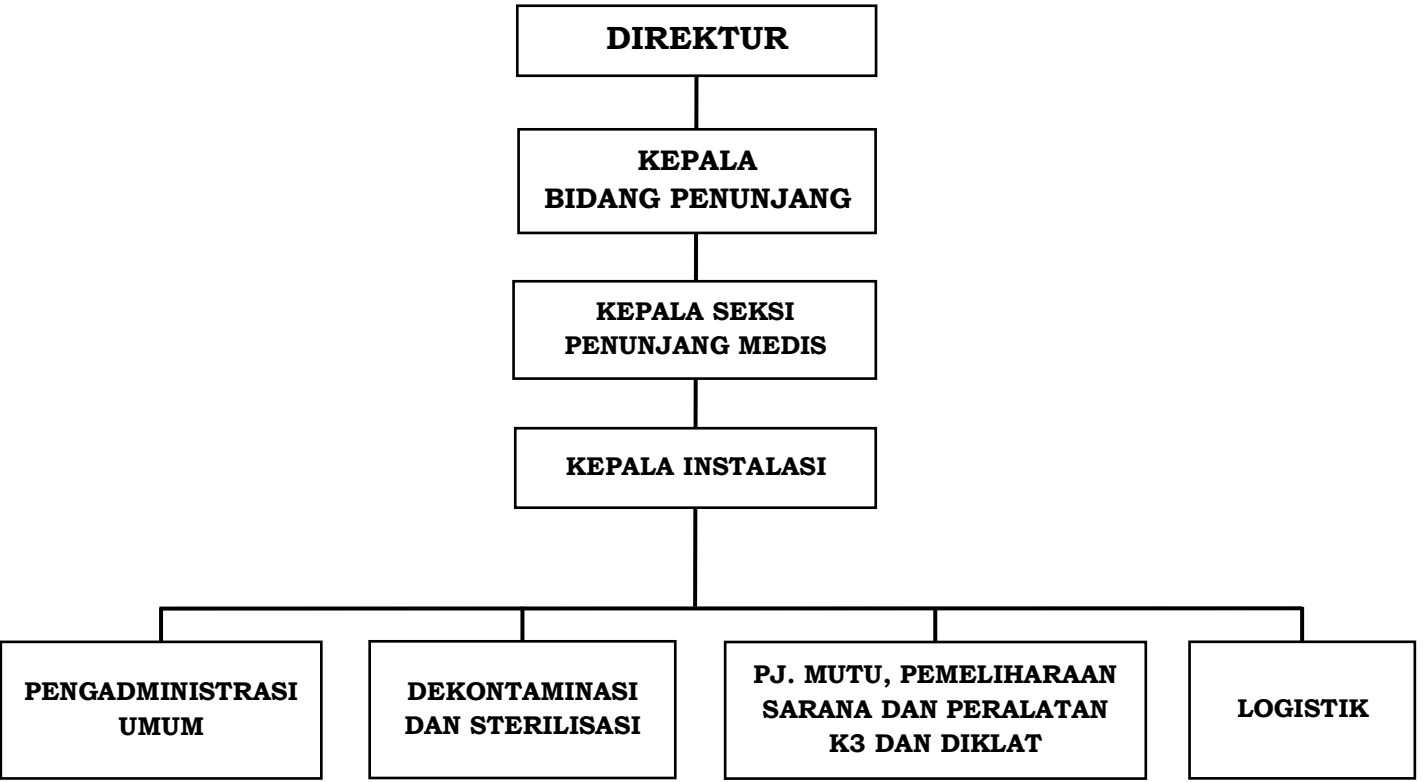 DIREKTUR
KEPALA
BIDANG PENUNJANG
KEPALA SEKSI
PENUNJANG MEDIS
KEPALA INSTALASI
PENGADMINISTRASI
UMUM
DEKONTAMINASI
DAN STERILISASI
PJ. MUTU, PEMELIHARAAN
SARANA DAN PERALATAN
K3 DAN DIKLAT
LOGISTIK